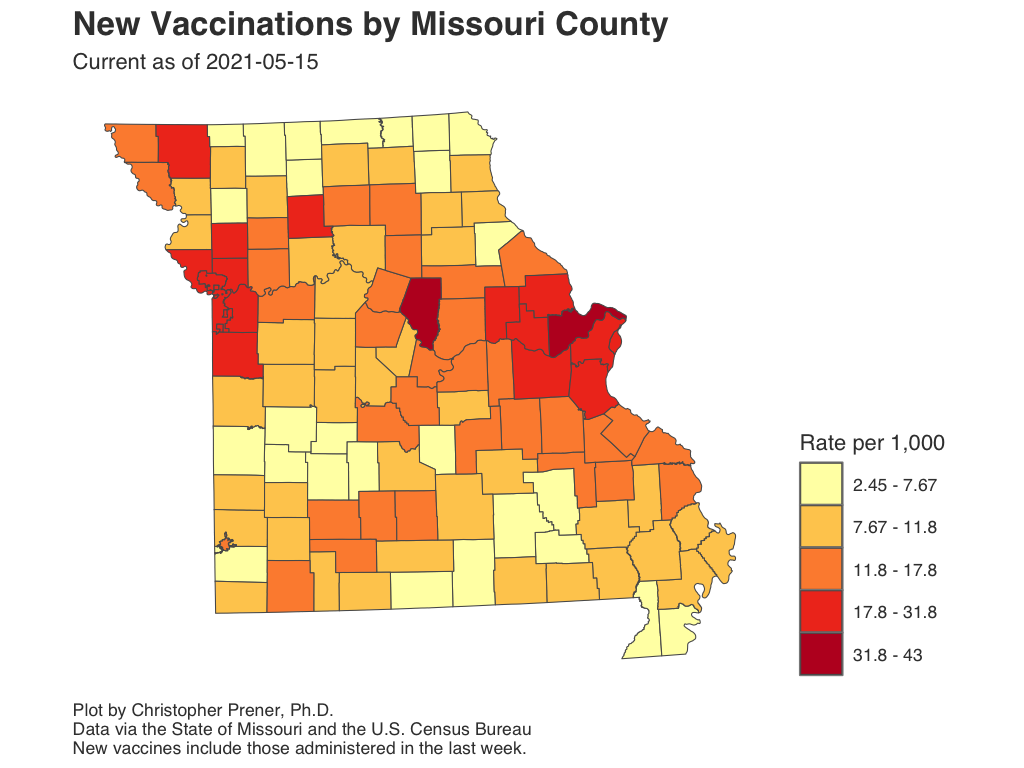 New Vaccinations by Missouri County
Current as of 2021-05-15
Rate per 1,000
2.45 - 7.67
7.67 - 11.8
11.8 - 17.8
17.8 - 31.8
31.8 - 43
Plot by Christopher Prener, Ph.D.
Data via the State of Missouri and the U.S. Census Bureau
New vaccines include those administered in the last week.